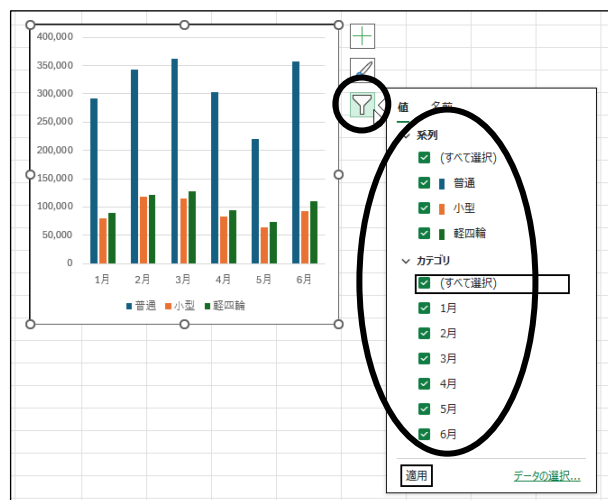 400,000
350,000
300,000
250,000
200,000
150,000
100,000
50,000
0
1月 2月 3月 4月 5月 6月
普通 小型 軽四輪
値 名前
系列
(すべて選択)
普通
小型
軽四輪
カテゴリ
(すべて選択)
1月
2月
3月
4月
5月
6月
適用 データの選択...